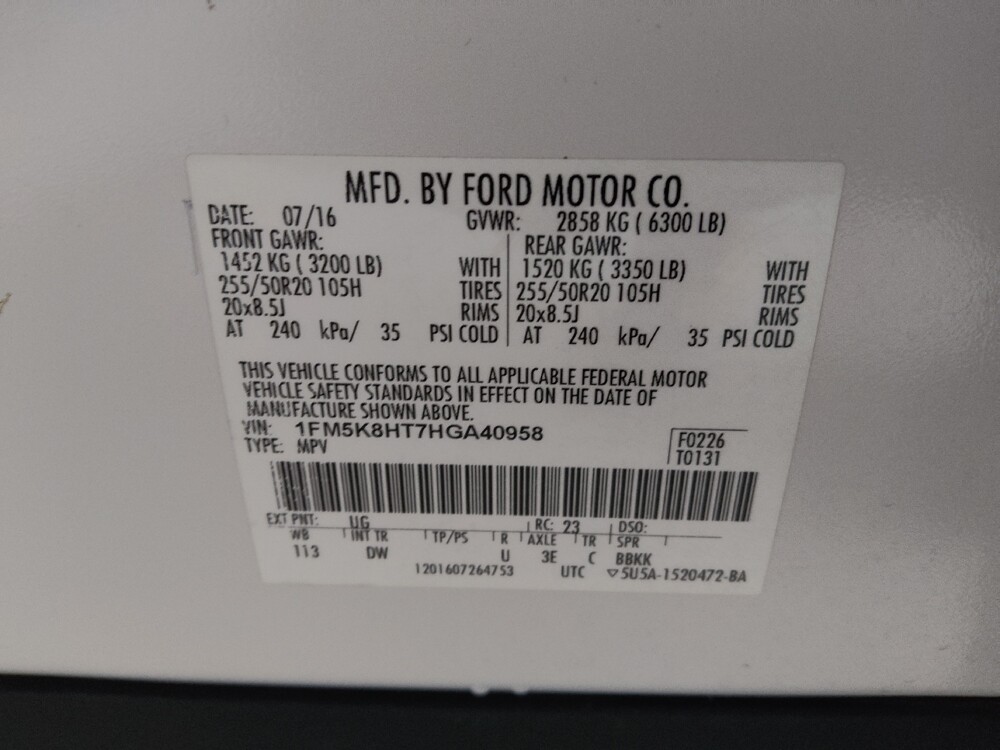 MFD. BY FORD MOTOR CO.
DATE: 07/16 GVWR: 2858 KG ( 6300 LB)
FRONT GAWR: REAR GAWR:
1452 KG ( 3200 LB) WITH 1520 KG ( 3350 LB) WITH
255/50R20 105H TIRES 255/50R20 105H TIRES
20x8.5J RIMS 20x8.5J RIMS
AT 240 kPa/ 35 PSI COLD AT 240 kPa/ 35 PSI COLD
THIS VEHICLE CONFORMS TO ALL APPLICABLE FEDERAL MOTOR
VEHICLE SAFETY STANDARDS IN EFFECT ON THE DATE OF
MANUFACTURE SHOWN ABOVE.
VIN: 1FM5K8HT7HGA40958 F0226
TYPE: MPV T0131
EXT PNT: UG RC: 23 DSO:
WB INT TR TP/PS R AXLE TR SPR
113 DW U 3E C BBKK
1201607264753 UTC ▽5U5A-1520472-BA